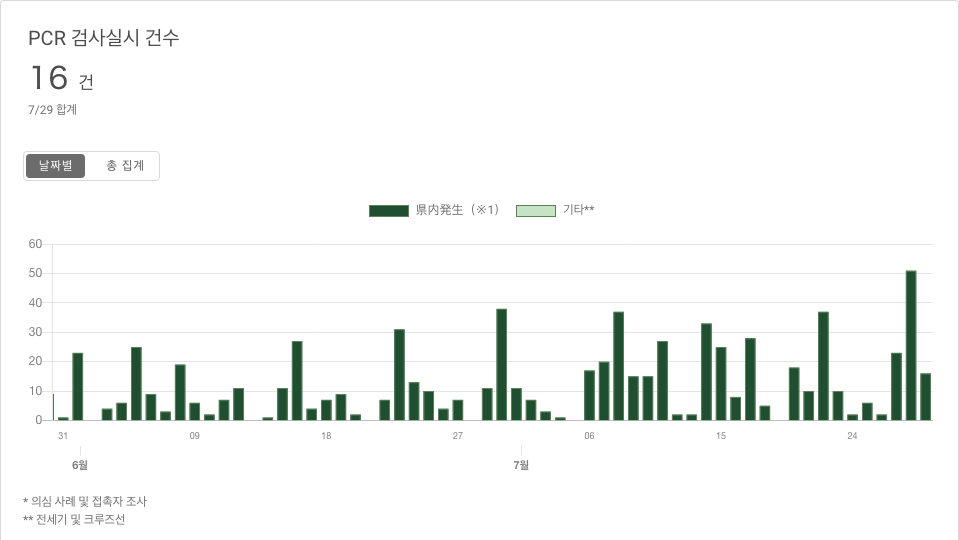 PCR 검사실시 건수
16 건
7/29 합계
날짜별 총 집계
県内発生（※1） 기타**
60
50
40
30
20
10
0
31 09 18 27 06 15 24
6월 7월
* 의심 사례 및 접촉자 조사
** 전세기 및 크루즈선